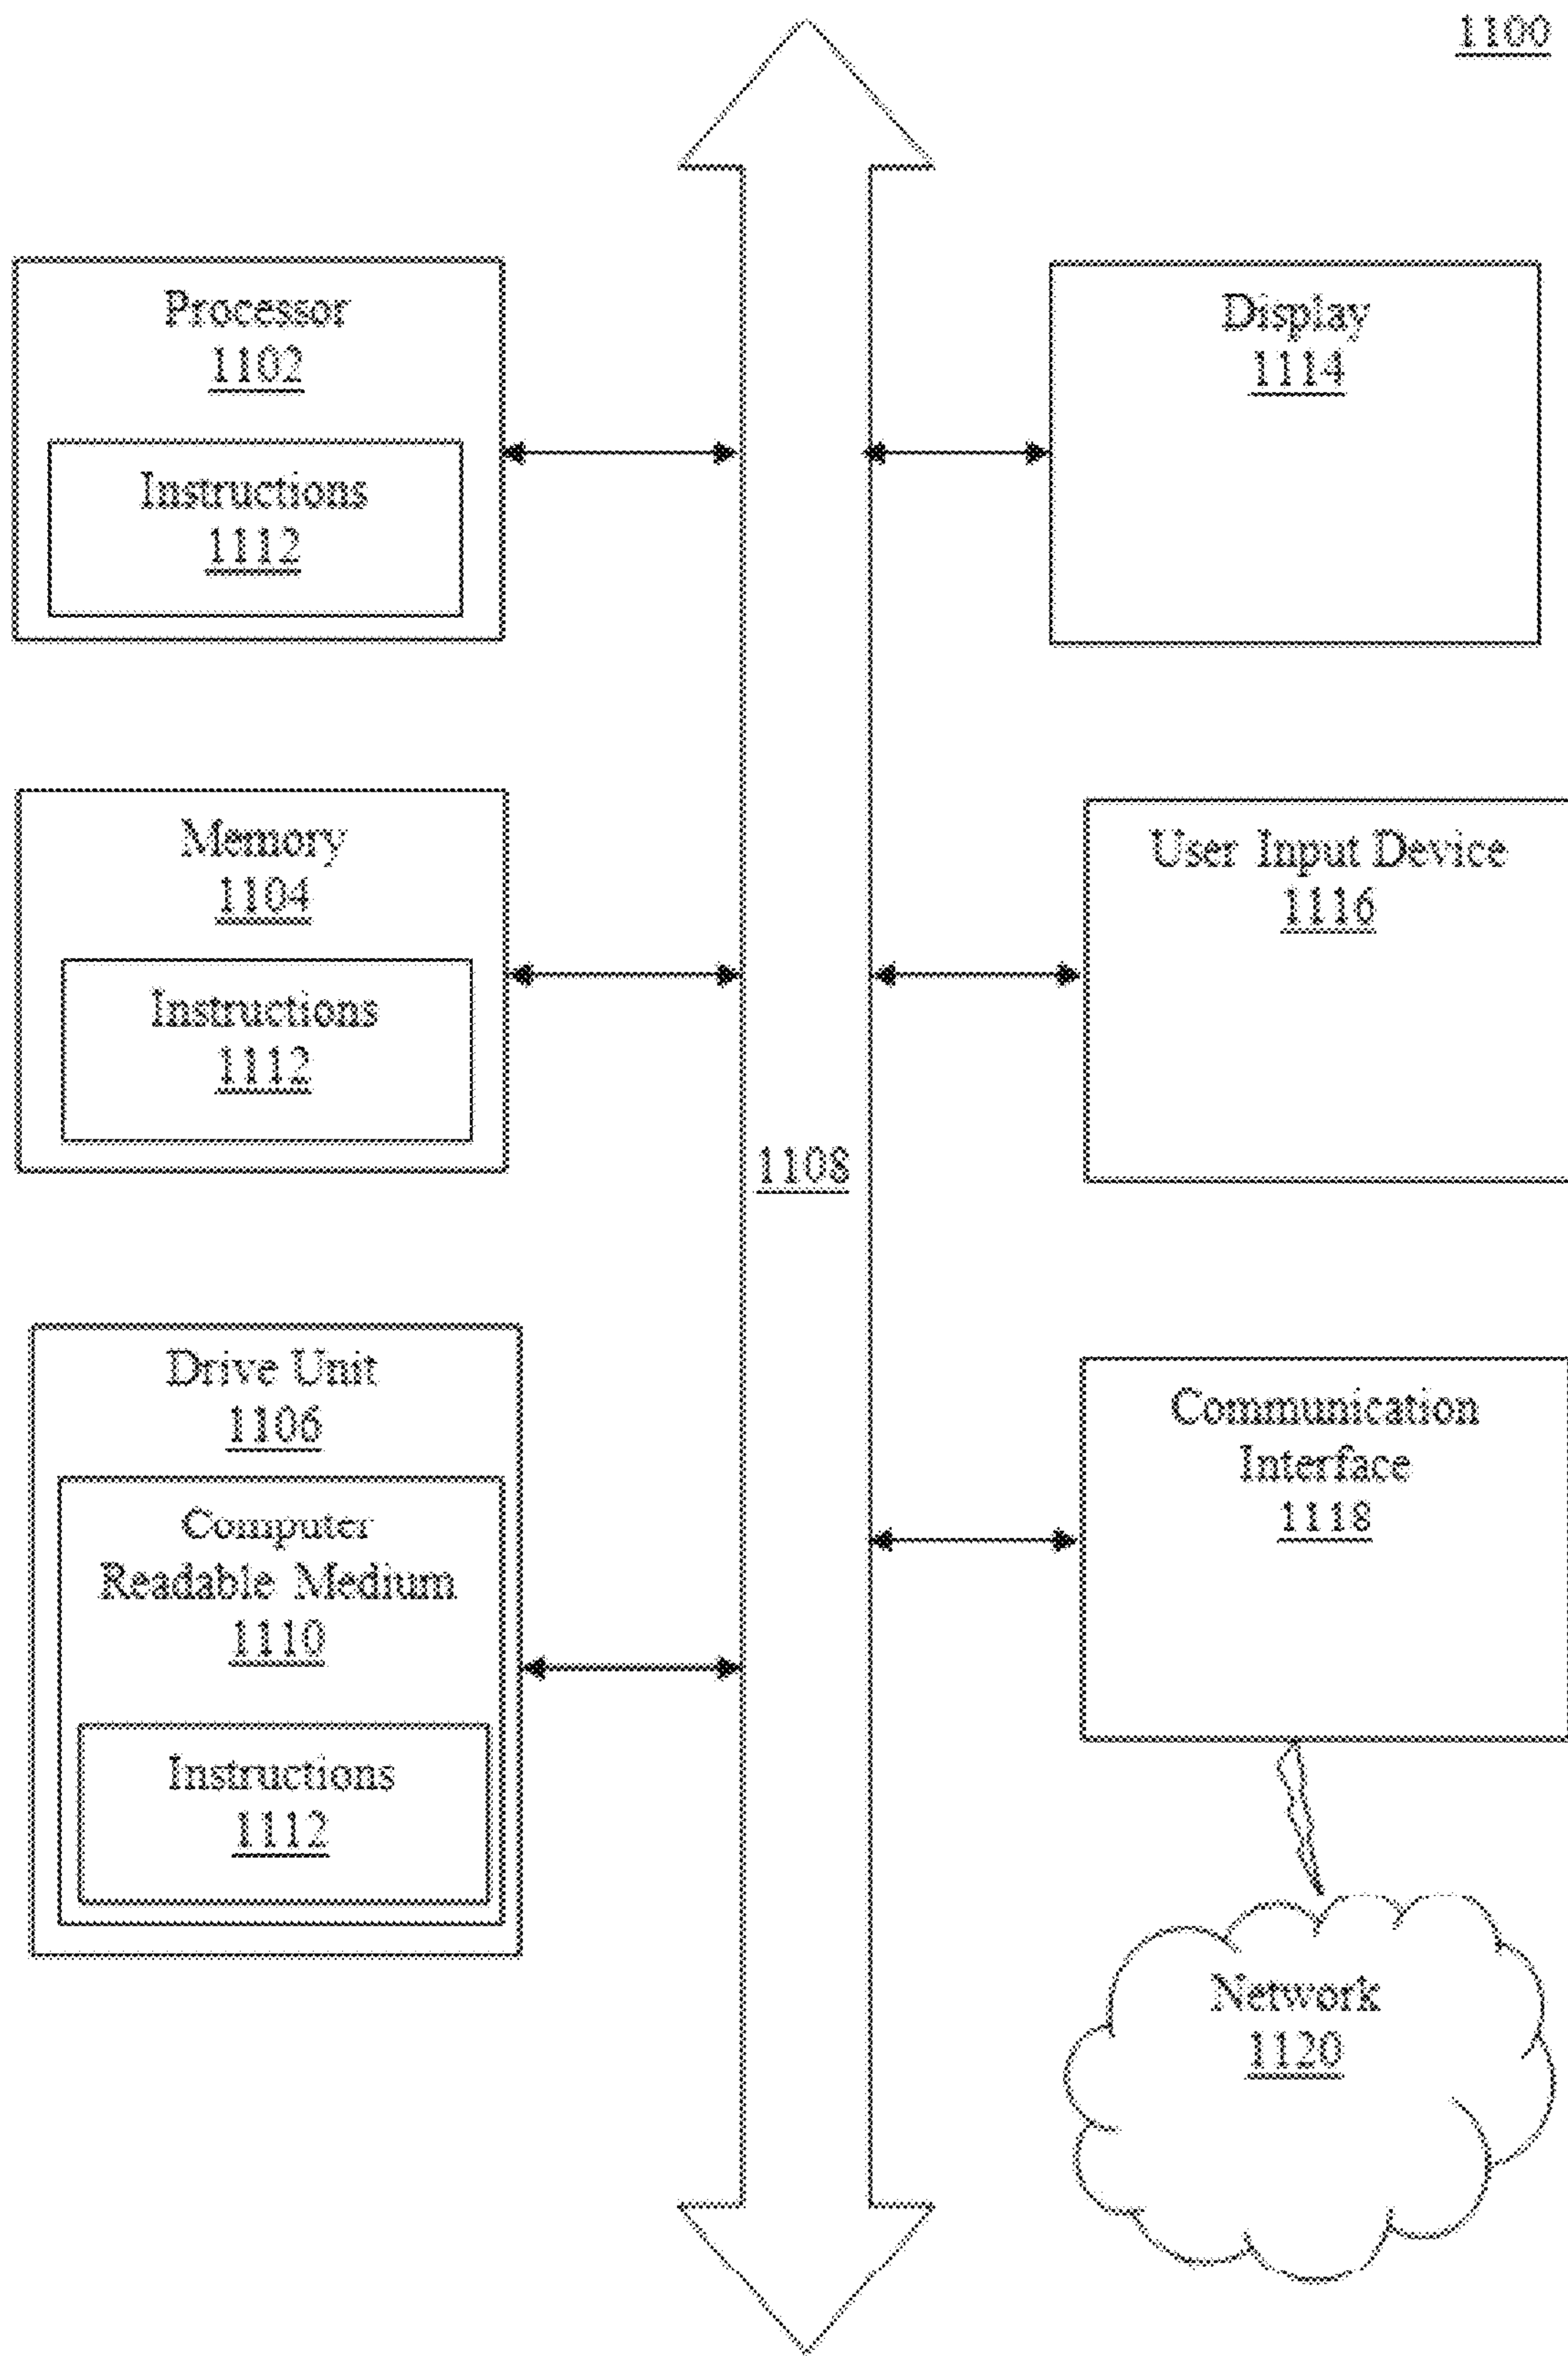 1100
Processor
1102
Instructions
1112
Display
1114
Memory
1104
Instructions
1112
User Input Device
1116
1108
Drive Unit
1106
Computer
Readable Medium
1110
Instructions
1112
Communication
Interface
1118
Network
1120